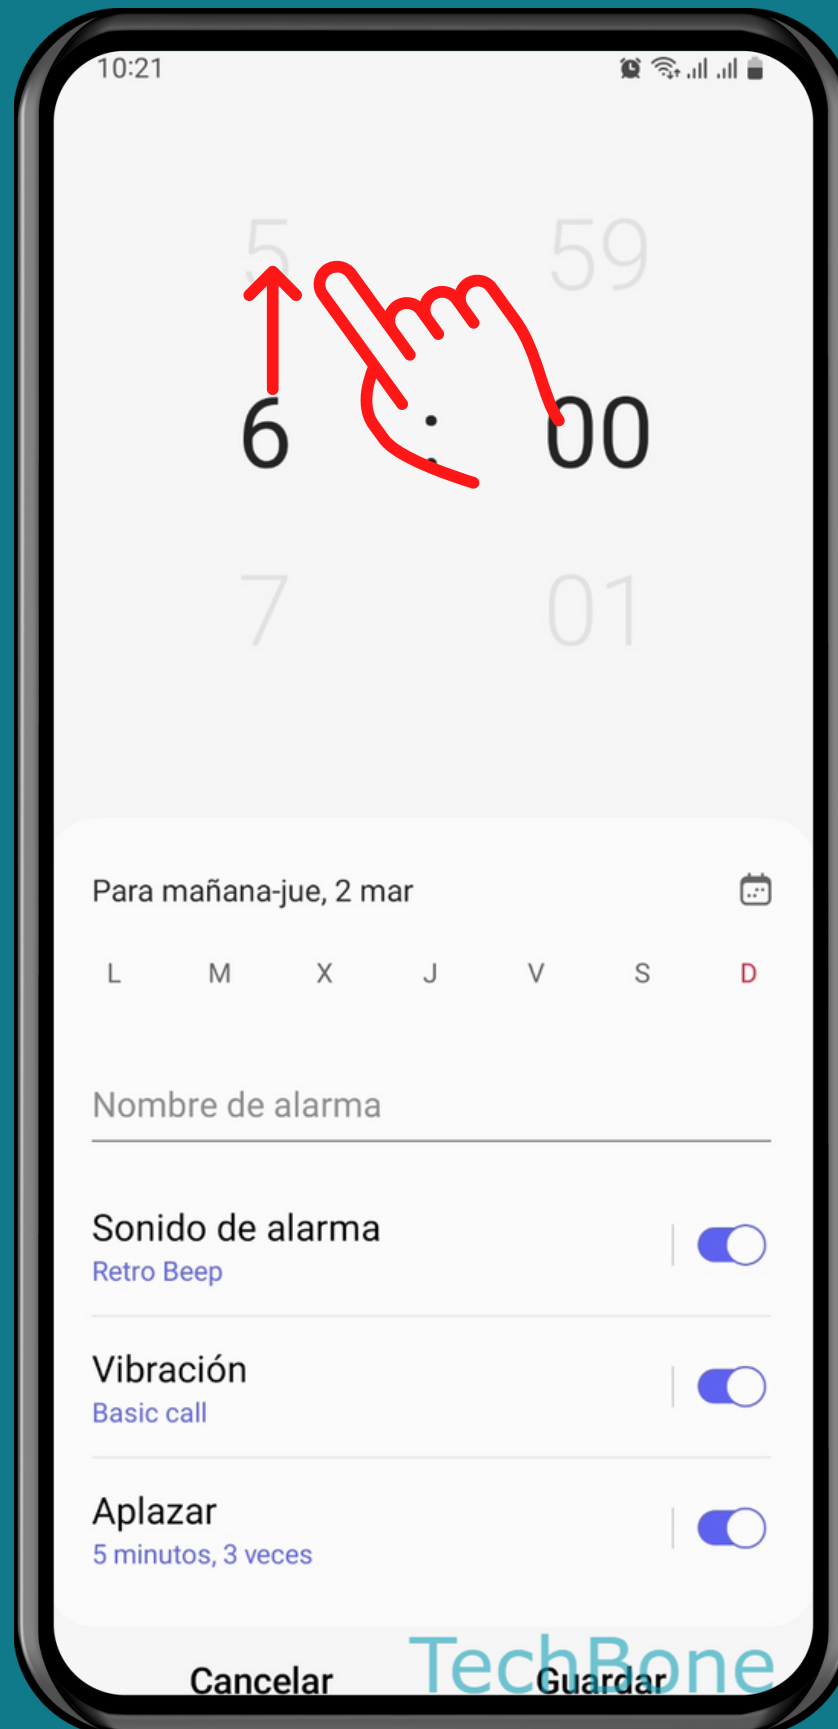 10:21
5 59
6 : 00
7 01
Para mañana-jue, 2 mar
L M X J V S D
Nombre de alarma
Sonido de alarma
Retro Beep
Vibración
Basic call
Aplazar
5 minutos, 3 veces
Cancelar Guardar
TechBone